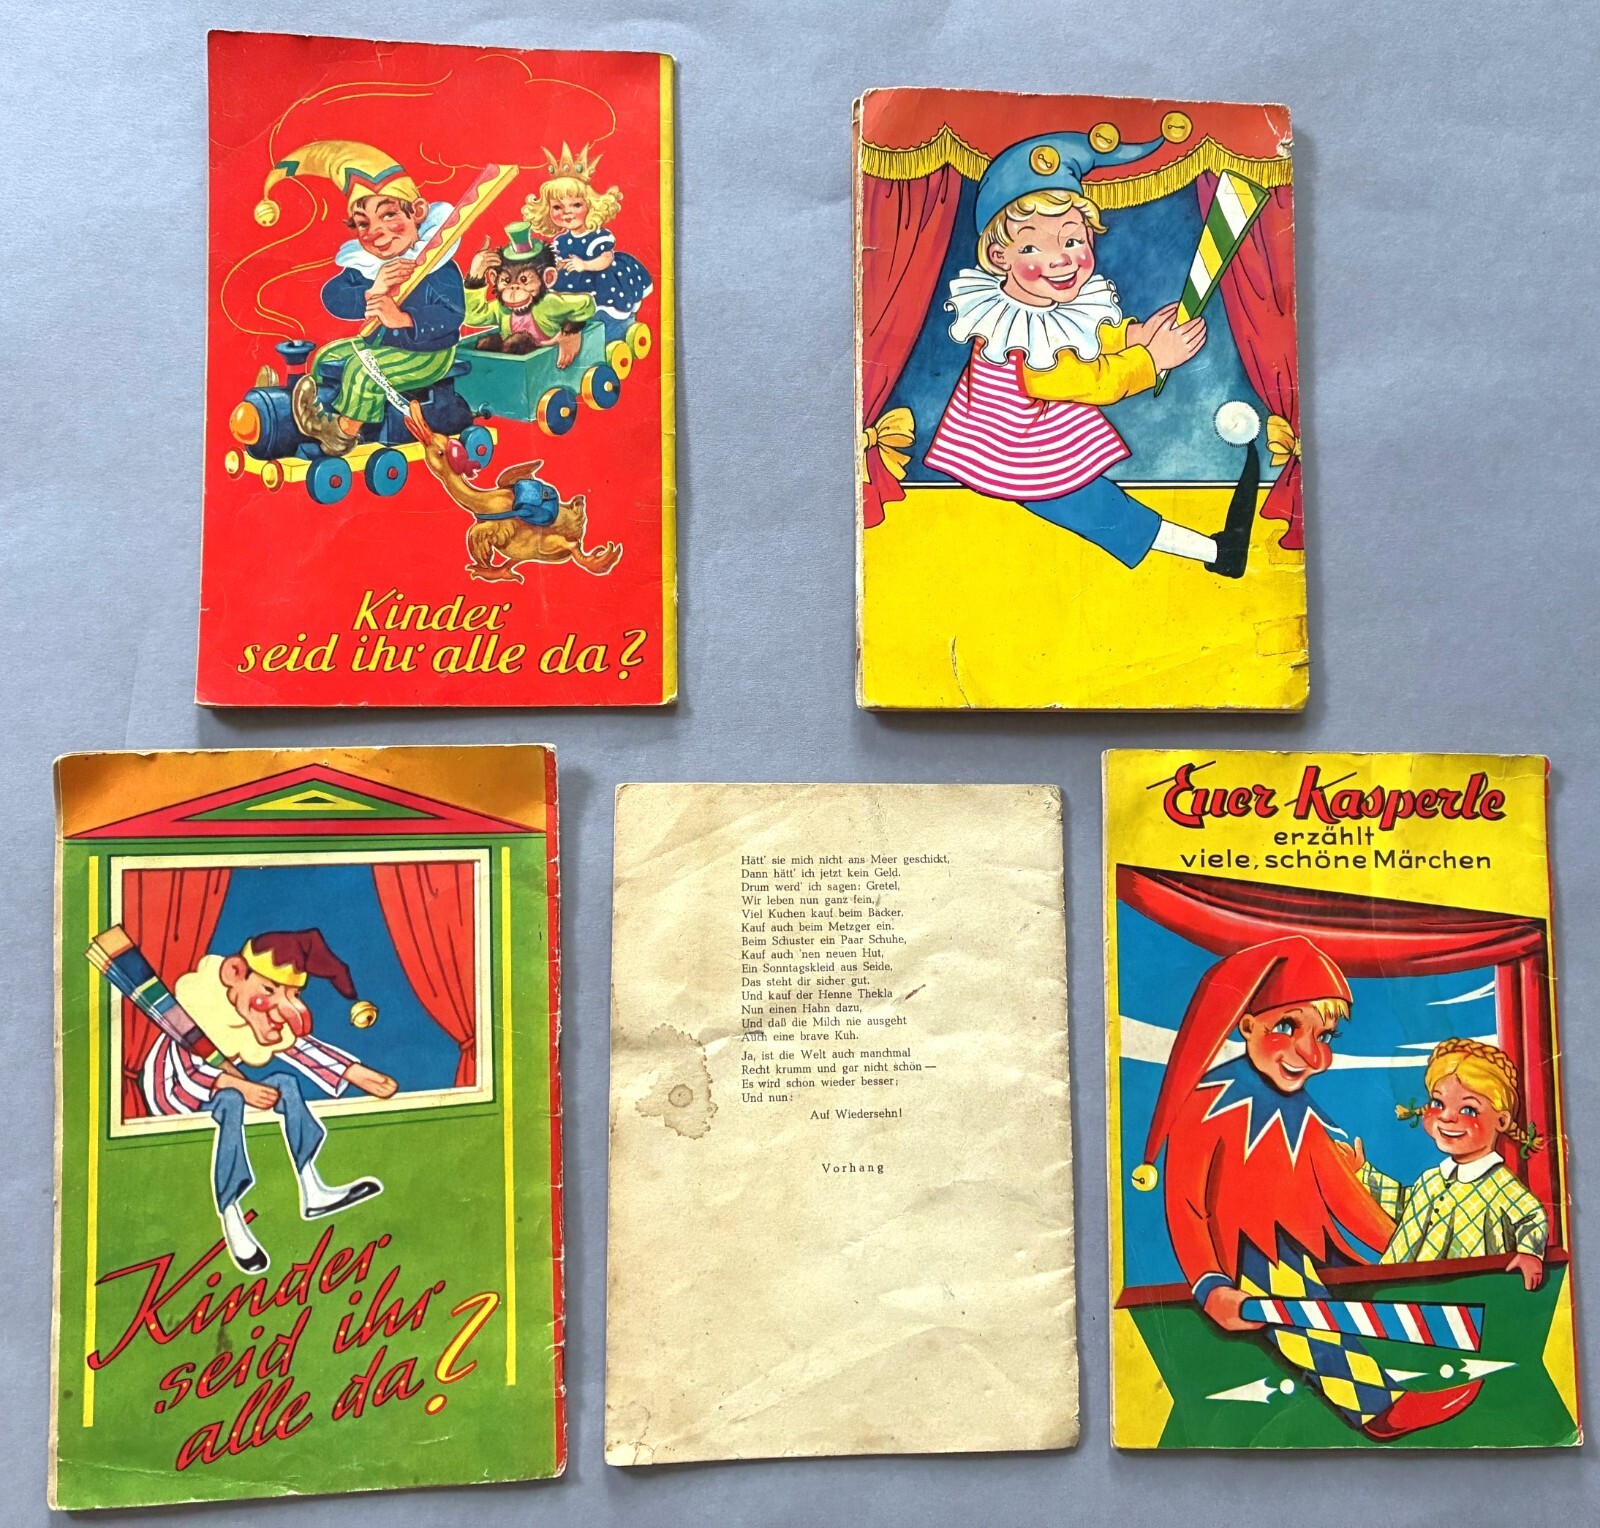 Kinder
seid ihr alle da?
Kinder
seid ihr
alle da?
Hätt' sie mich nicht ans Meer geschickt,
Dann hätt' ich jetzt kein Geld.
Drum werd' ich sagen: Gretel,
Wir leben nun ganz fein,
Viel Kuchen kauf beim Bäcker,
Kauf auch beim Metzger ein.
Beim Schuster ein Paar Schuhe,
Kauf auch 'nen neuen Hut,
Ein Sonntagskleid aus Seide,
Das steht dir sicher gut.
Und kauf der Henne Thekla
Nun einen Hahn dazu,
Und daß die Milch nie ausgeht
Auch eine brave Kuh.
Ja, ist die Welt auch manchmal
Recht krumm und gar nicht schön —
Es wird schon wieder besser;
Und nun:
Auf Wiedersehn!
Vorhang
Euer Kasperle
erzählt
viele, schöne Märchen